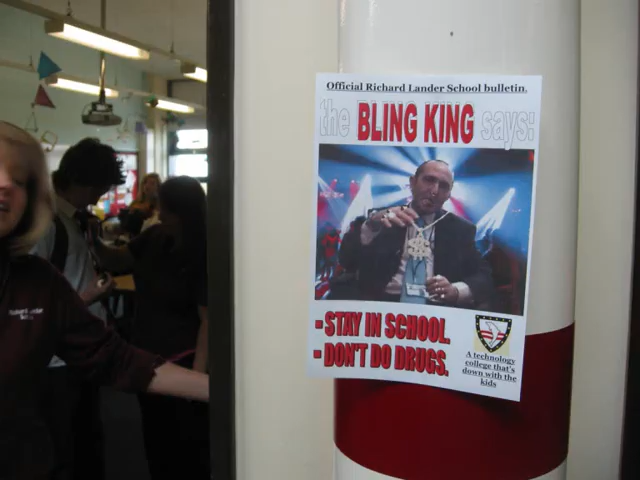 Official Richard Lander School bulletin.
the BLING KING says:
- STAY IN SCHOOL.
- DON'T DO DRUGS.
A technology
college that's
down with the
kids